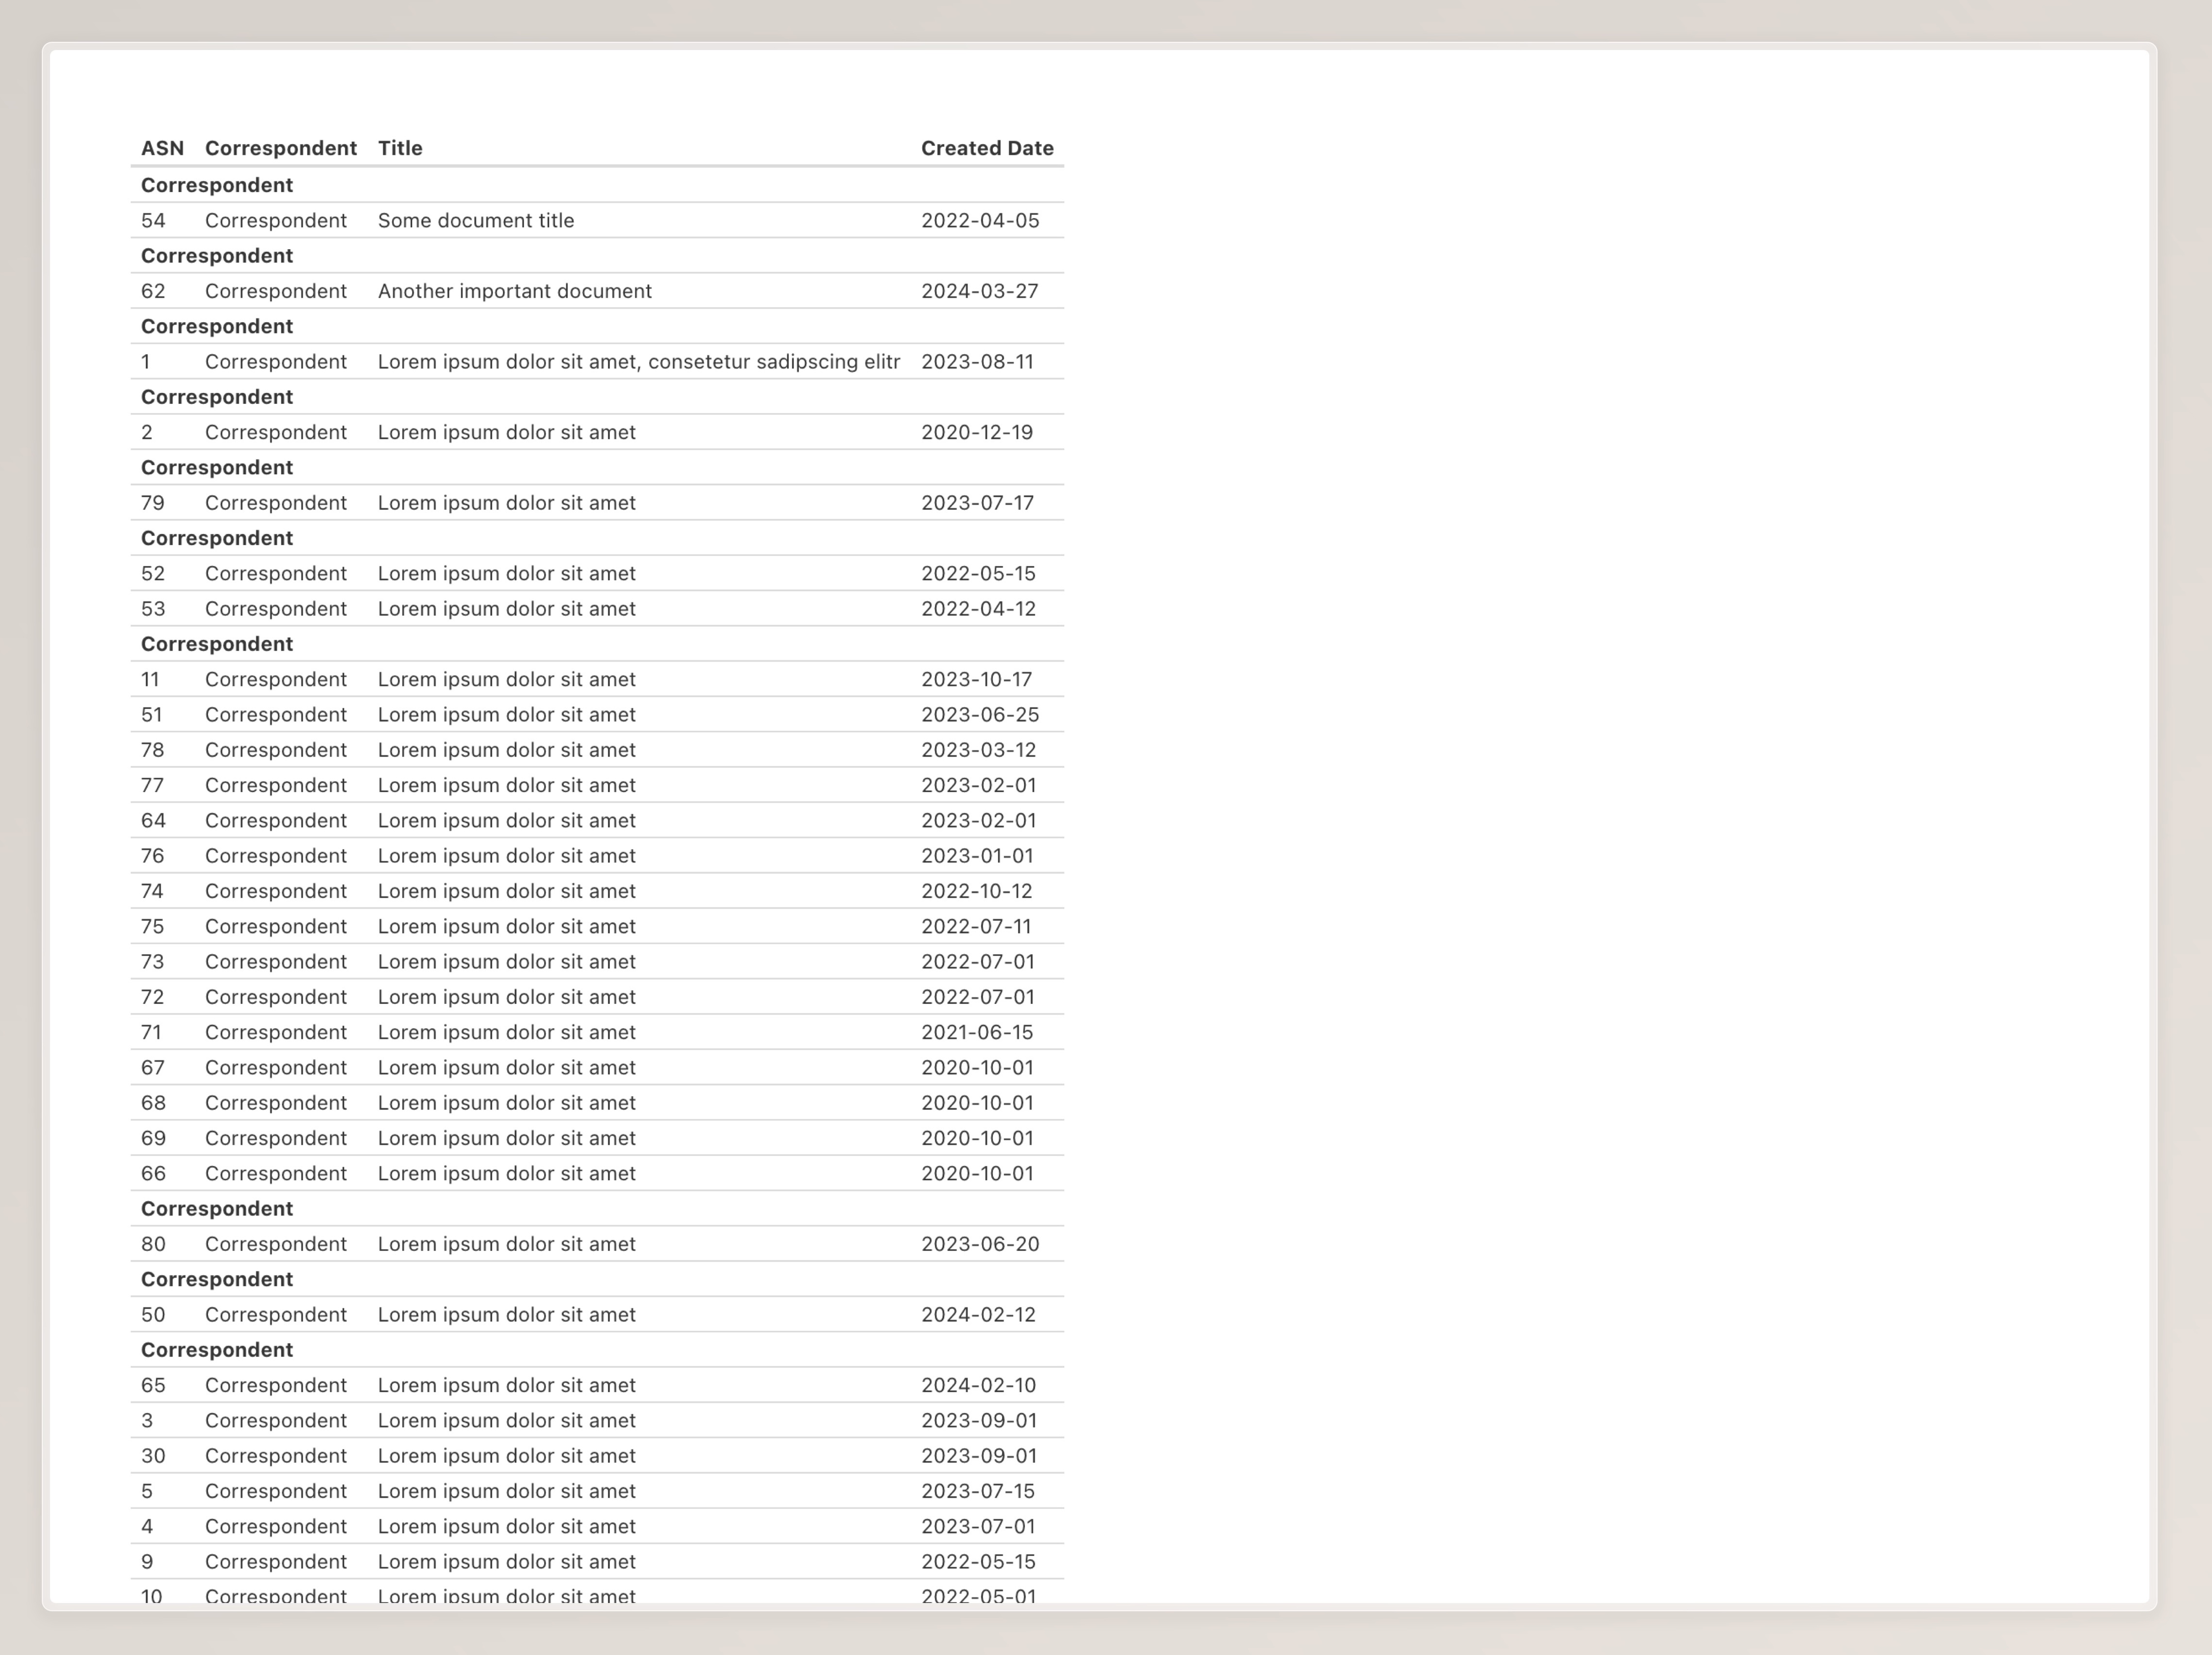 ASN Correspondent Title Created Date
Correspondent
54 Correspondent Some document title 2022-04-05
Correspondent
62 Correspondent Another important document 2024-03-27
Correspondent
1 Correspondent Lorem ipsum dolor sit amet, consetetur sadipscing elitr 2023-08-11
Correspondent
2 Correspondent Lorem ipsum dolor sit amet 2020-12-19
Correspondent
79 Correspondent Lorem ipsum dolor sit amet 2023-07-17
Correspondent
52 Correspondent Lorem ipsum dolor sit amet 2022-05-15
53 Correspondent Lorem ipsum dolor sit amet 2022-04-12
Correspondent
11 Correspondent Lorem ipsum dolor sit amet 2023-10-17
51 Correspondent Lorem ipsum dolor sit amet 2023-06-25
78 Correspondent Lorem ipsum dolor sit amet 2023-03-12
77 Correspondent Lorem ipsum dolor sit amet 2023-02-01
64 Correspondent Lorem ipsum dolor sit amet 2023-02-01
76 Correspondent Lorem ipsum dolor sit amet 2023-01-01
74 Correspondent Lorem ipsum dolor sit amet 2022-10-12
75 Correspondent Lorem ipsum dolor sit amet 2022-07-11
73 Correspondent Lorem ipsum dolor sit amet 2022-07-01
72 Correspondent Lorem ipsum dolor sit amet 2022-07-01
71 Correspondent Lorem ipsum dolor sit amet 2021-06-15
67 Correspondent Lorem ipsum dolor sit amet 2020-10-01
68 Correspondent Lorem ipsum dolor sit amet 2020-10-01
69 Correspondent Lorem ipsum dolor sit amet 2020-10-01
66 Correspondent Lorem ipsum dolor sit amet 2020-10-01
Correspondent
80 Correspondent Lorem ipsum dolor sit amet 2023-06-20
Correspondent
50 Correspondent Lorem ipsum dolor sit amet 2024-02-12
Correspondent
65 Correspondent Lorem ipsum dolor sit amet 2024-02-10
3 Correspondent Lorem ipsum dolor sit amet 2023-09-01
30 Correspondent Lorem ipsum dolor sit amet 2023-09-01
5 Correspondent Lorem ipsum dolor sit amet 2023-07-15
4 Correspondent Lorem ipsum dolor sit amet 2023-07-01
9 Correspondent Lorem ipsum dolor sit amet 2022-05-15
10 Correspondent Lorem ipsum dolor sit amet 2022-05-01